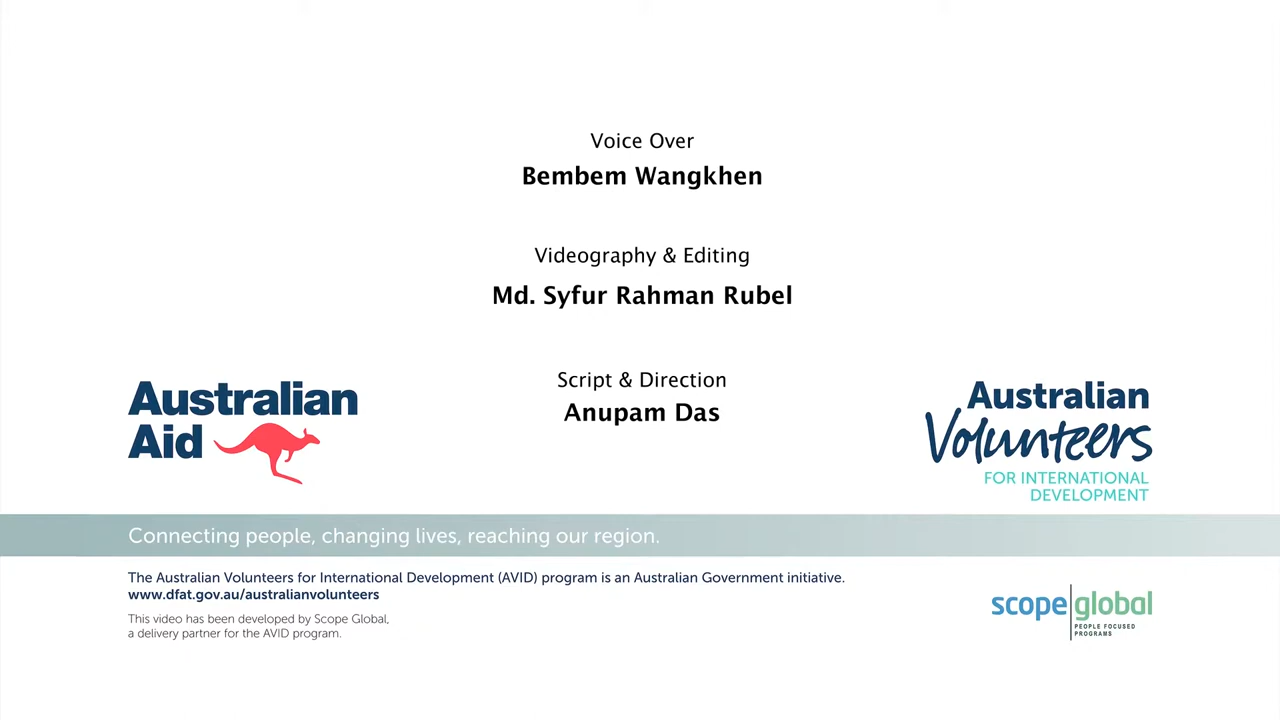 Voice Over
Bembem Wangkhen
Videography & Editing
Md. Syfur Rahman Rubel
Script & Direction
Anupam Das
Australian
Aid
Australian
Volunteers
FOR INTERNATIONAL
DEVELOPMENT
Connecting people, changing lives, reaching our region.
The Australian Volunteers for International Development (AVID) program is an Australian Government initiative.
www.dfat.gov.au/australianvolunteers
This video has been developed by Scope Global,
a delivery partner for the AVID program.
scope global
PEOPLE FOCUSED
PROGRAMS